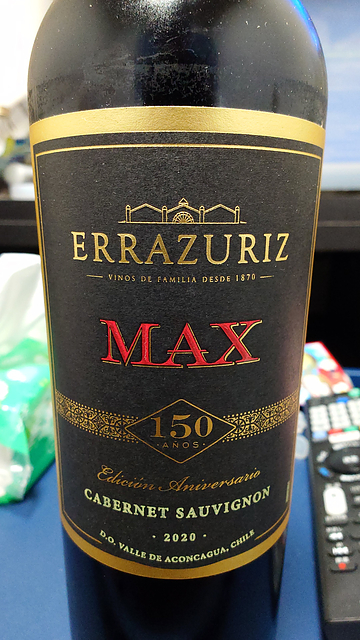 ERRAZURIZ
VINOS DE FAMILIA DESDE 1870
MAX
150
·AÑOS·
Edición Aniversario
CABERNET SAUVIGNON
· 2020 ·
D.O. VALLE DE ACONCAGUA, CHILE